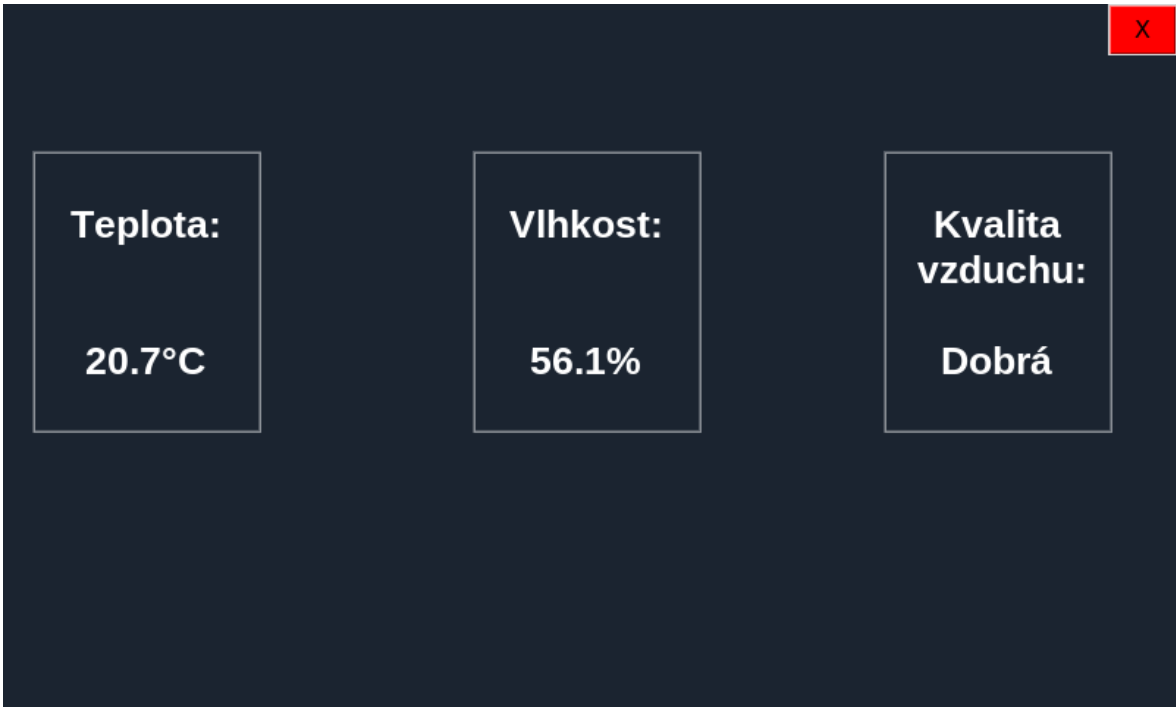 X
Teplota:
20.7°C
Vlhkost:
56.1%
Kvalita
vzduchu:
Dobrá